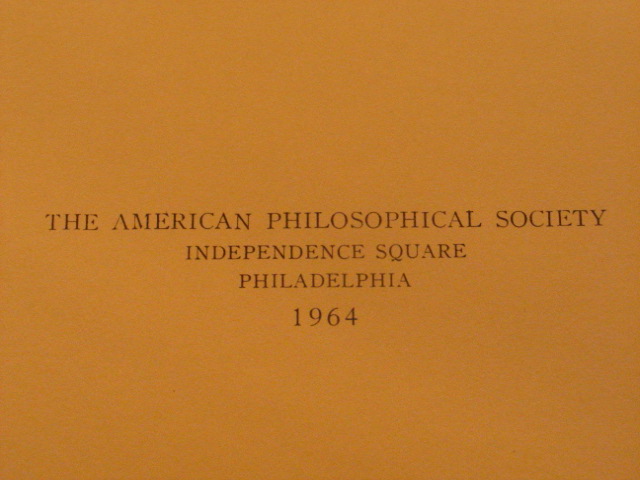 THE AMERICAN PHILOSOPHICAL SOCIETY
INDEPENDENCE SQUARE
PHILADELPHIA
1964